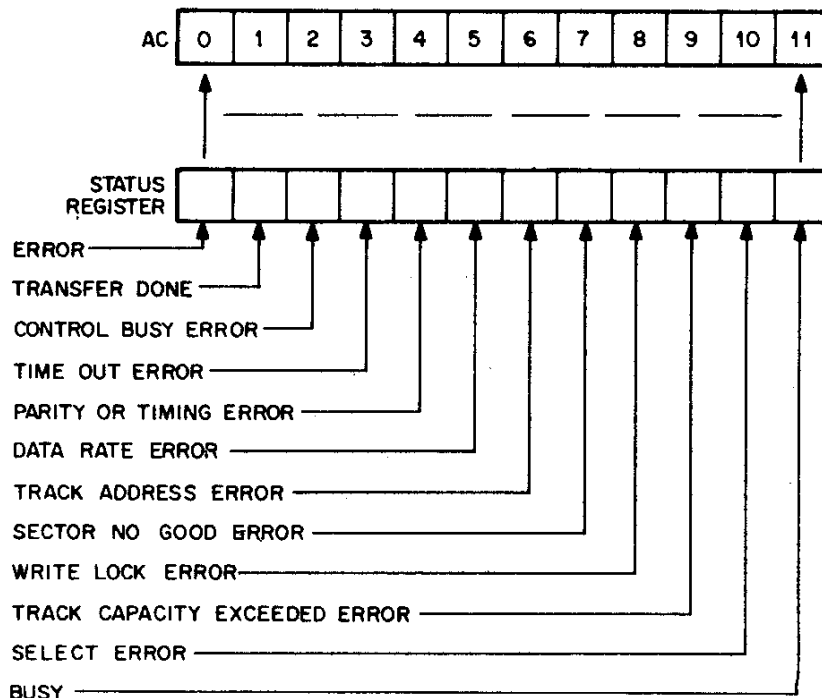 AC 0 1 2 3 4 5 6 7 8 9 10 11
STATUS
REGISTER
ERROR
TRANSFER DONE
CONTROL BUSY ERROR
TIME OUT ERROR
PARITY OR TIMING ERROR
DATA RATE ERROR
TRACK ADDRESS ERROR
SECTOR NO GOOD ERROR
WRITE LOCK ERROR
TRACK CAPACITY EXCEEDED ERROR
SELECT ERROR
BUSY